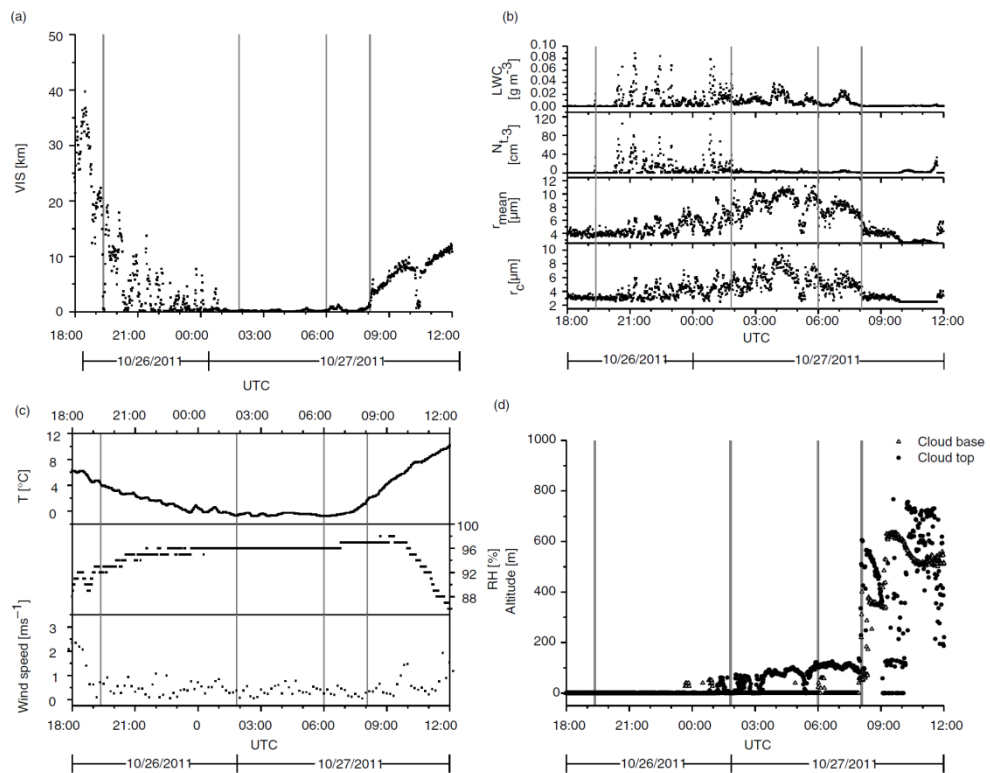 (a)
50
40
30
20
10
0
VIS [km]
18:00 21:00 00:00 03:00 06:00 09:00 12:00
10/26/2011 10/27/2011
UTC
(b)
0.10
0.08
0.06
0.04
0.02
0.00
LWC
[g m−3]
120
80
40
0
Nt-3
[cm−3]
12
10
8
6
4
rmean
[µm]
10
8
6
4
2
rc[µm]
18:00 21:00 00:00 03:00 06:00 09:00 12:00
UTC
10/26/2011 10/27/2011
(c)
18:00 21:00 00:00 03:00 06:00 09:00 12:00
12
8
4
0
T [°C]
100
96
92
88
RH [%]
3
2
1
0
Wind speed [ms−1]
18:00 21:00 0 03:00 06:00 09:00 12:00
UTC
10/26/2011 10/27/2011
(d)
1000
800
600
400
200
0
Altitude [m]
Cloud base
Cloud top
18:00 21:00 00:00 03:00 06:00 09:00 12:00
UTC
10/26/2011 10/27/2011